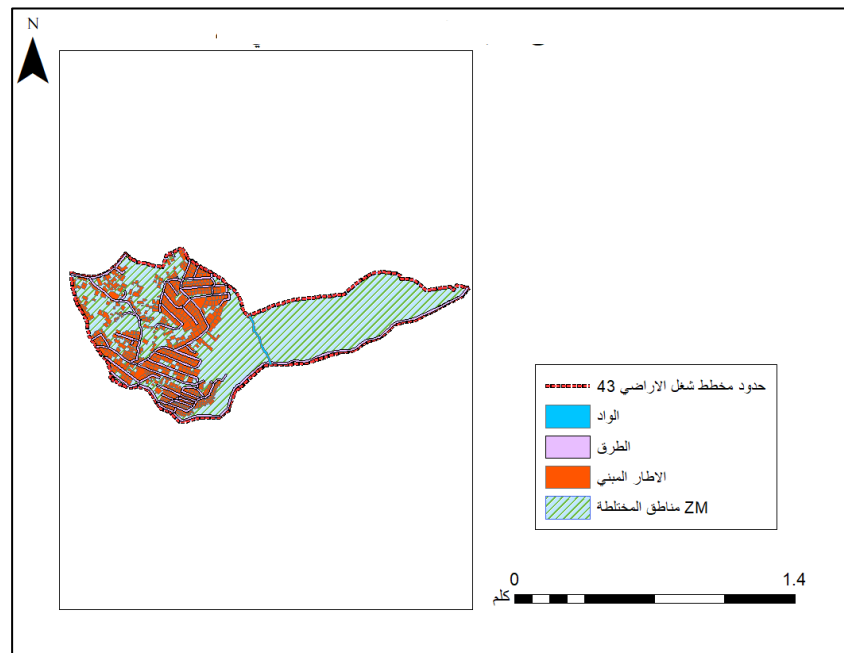 N
حدود مخطط شغل الاراضي 43
الواد
الطرق
الاطار المبني
مناطق المختلطة ZM
0 1.4
كلم